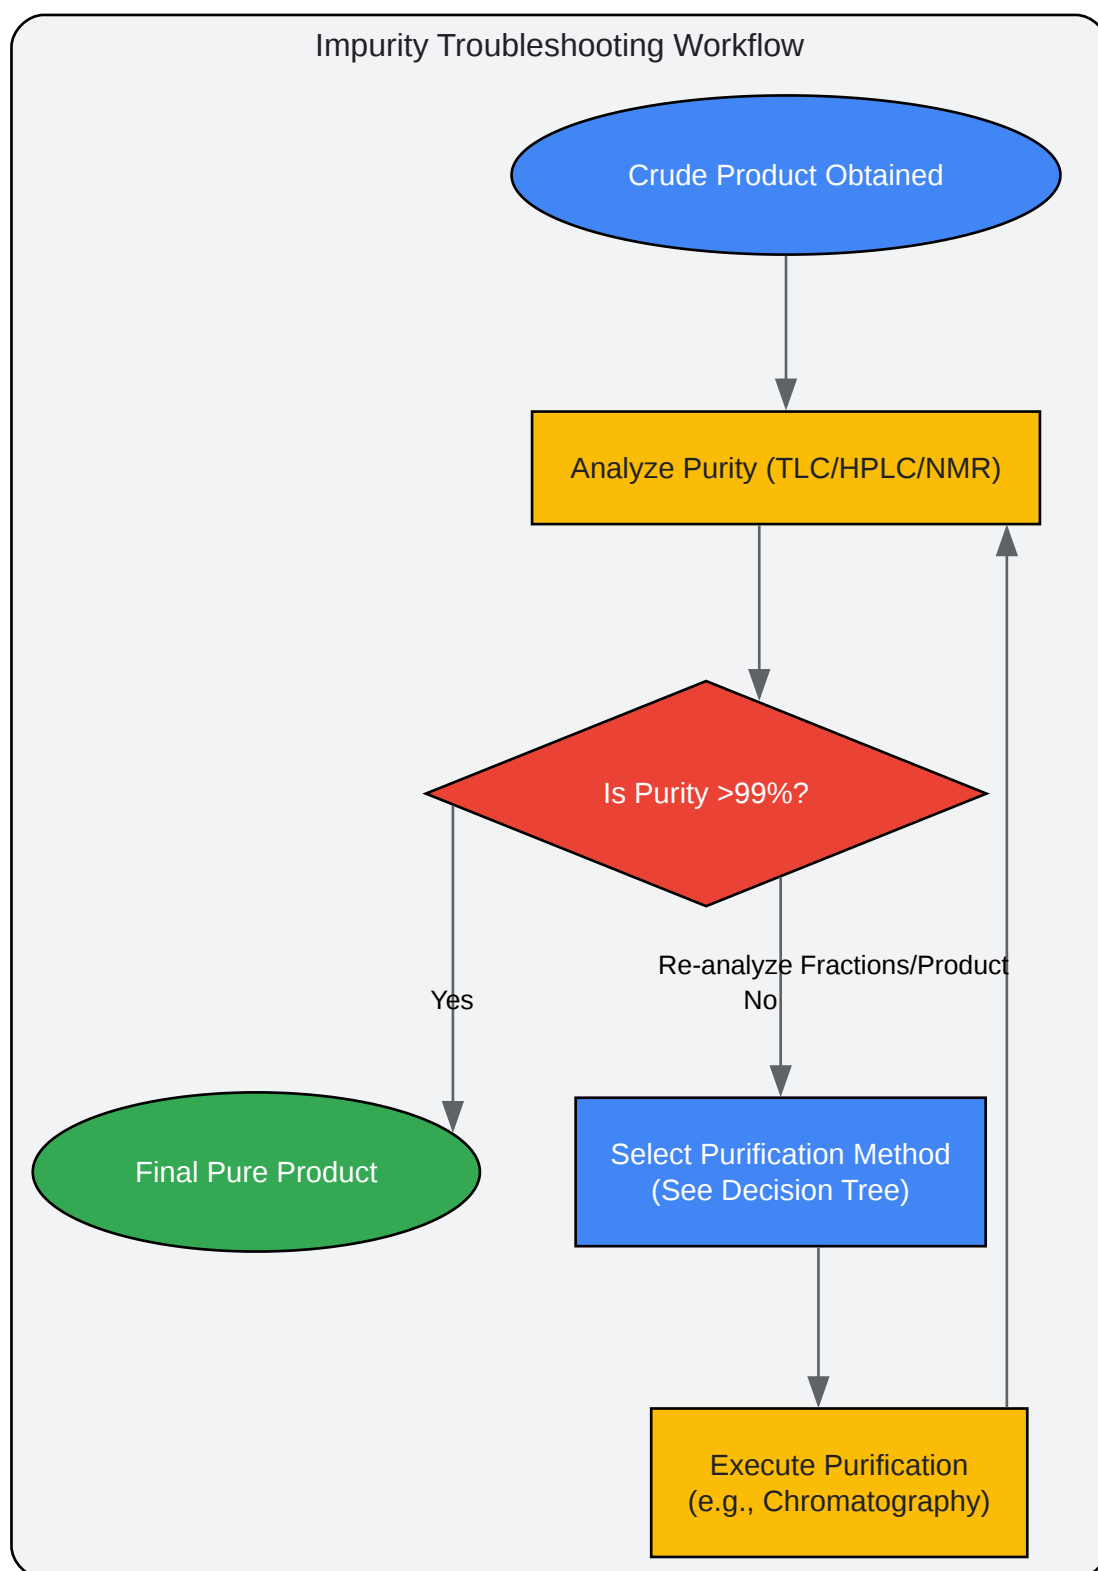 Impurity Troubleshooting Workflow
Crude Product Obtained
Analyze Purity (TLC/HPLC/NMR)
Is Purity >99%?
Re-analyze Fractions/Product
Yes
No
Final Pure Product
Select Purification Method
(See Decision Tree)
Execute Purification
(e.g., Chromatography)